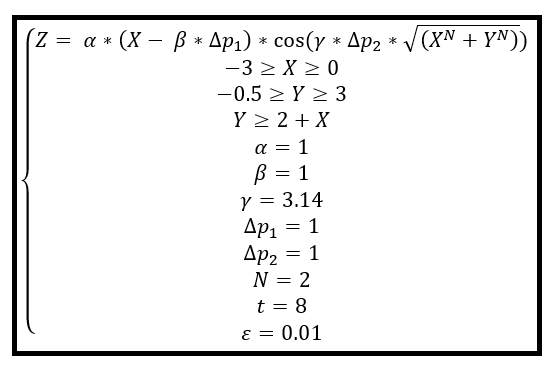 Z = α ∗ (X − β ∗ Δp₁) ∗ cos(γ ∗ Δp₂ ∗ √(X^N + Y^N))
−3 ≥ X ≥ 0
−0.5 ≥ Y ≥ 3
Y ≥ 2 + X
α = 1
β = 1
γ = 3.14
Δp₁ = 1
Δp₂ = 1
N = 2
t = 8
ε = 0.01